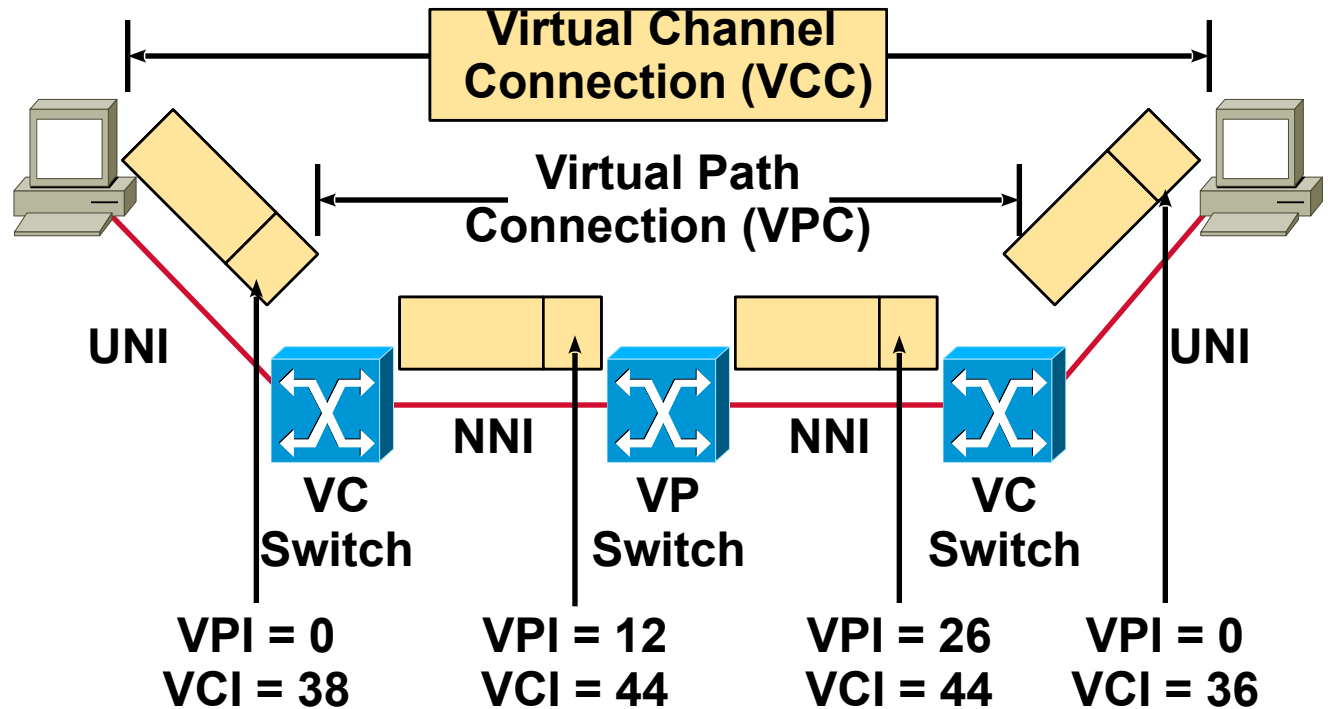 Virtual Channel
Connection (VCC)
Virtual Path
Connection (VPC)
UNI
UNI
NNI
NNI
VC
Switch
VP
Switch
VC
Switch
VPI = 0
VCI = 38
VPI = 12
VCI = 44
VPI = 26
VCI = 44
VPI = 0
VCI = 36